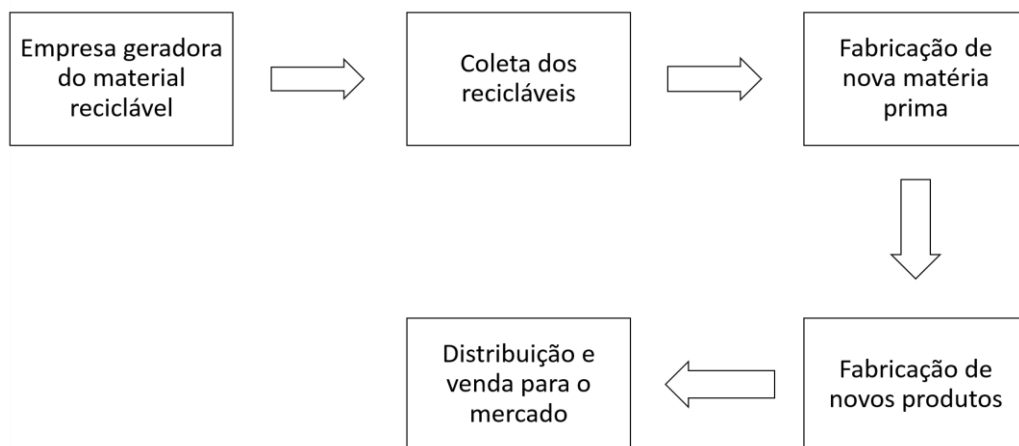 Empresa geradora
do material
reciclável
Coleta dos
recicláveis
Fabricação de
nova matéria
prima
Fabricação de
novos produtos
Distribuição e
venda para o
mercado